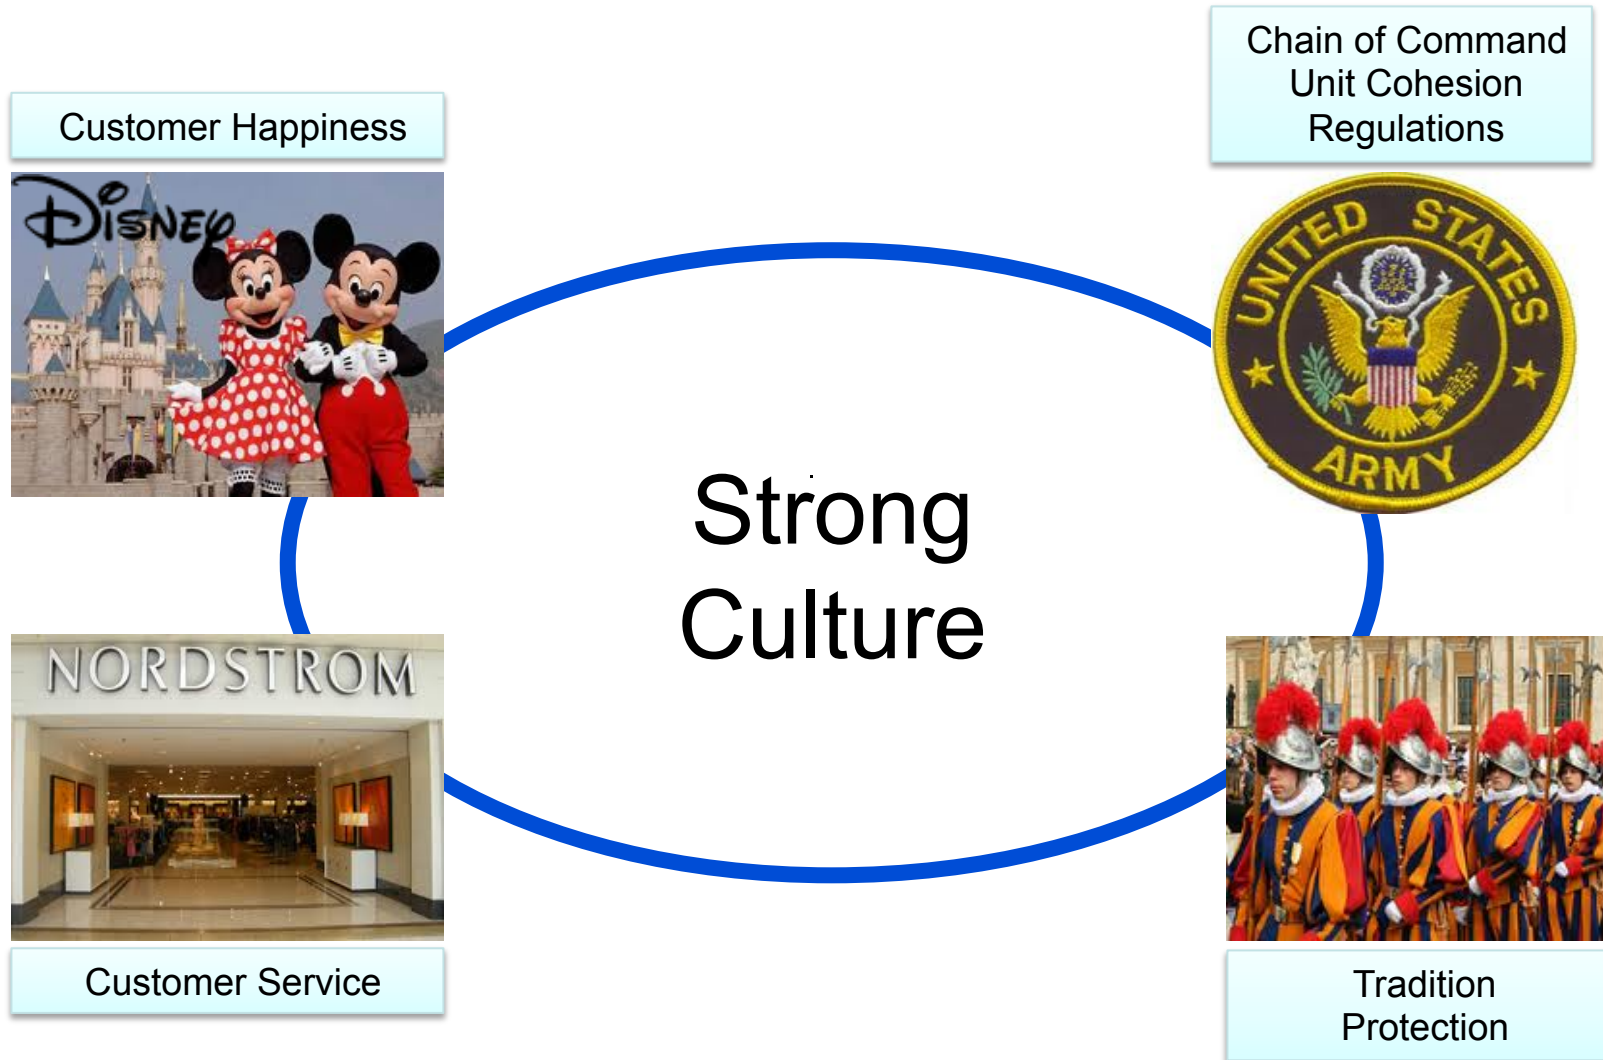 Chain of Command
Unit Cohesion
Regulations
Customer Happiness
DISNEY
UNITED STATES
ARMY
Strong
Culture
NORDSTROM
Customer Service
Tradition
Protection